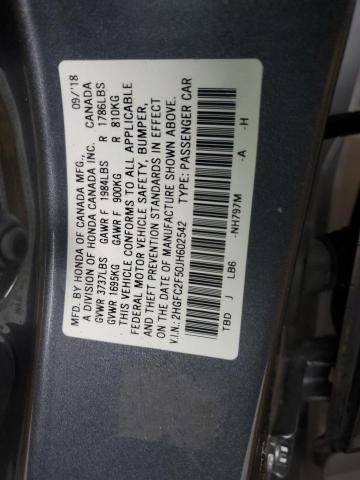 MFD. BY HONDA OF CANADA MFG., 09/'18
A DIVISION OF HONDA CANADA INC. CANADA
GVWR 3737LBS GAWR F 1984LBS R 1786LBS
GVWR 1695KG GAWR F 900KG R 810KG
THIS VEHICLE CONFORMS TO ALL APPLICABLE
FEDERAL MOTOR VEHICLE SAFETY, BUMPER,
AND THEFT PREVENTION STANDARDS IN EFFECT
ON THE DATE OF MANUFACTURE SHOWN ABOVE.
V.I.N.: 2HGFC2F50JH602542 TYPE: PASSENGER CAR
TBD J LB6 -NH797M -A -H